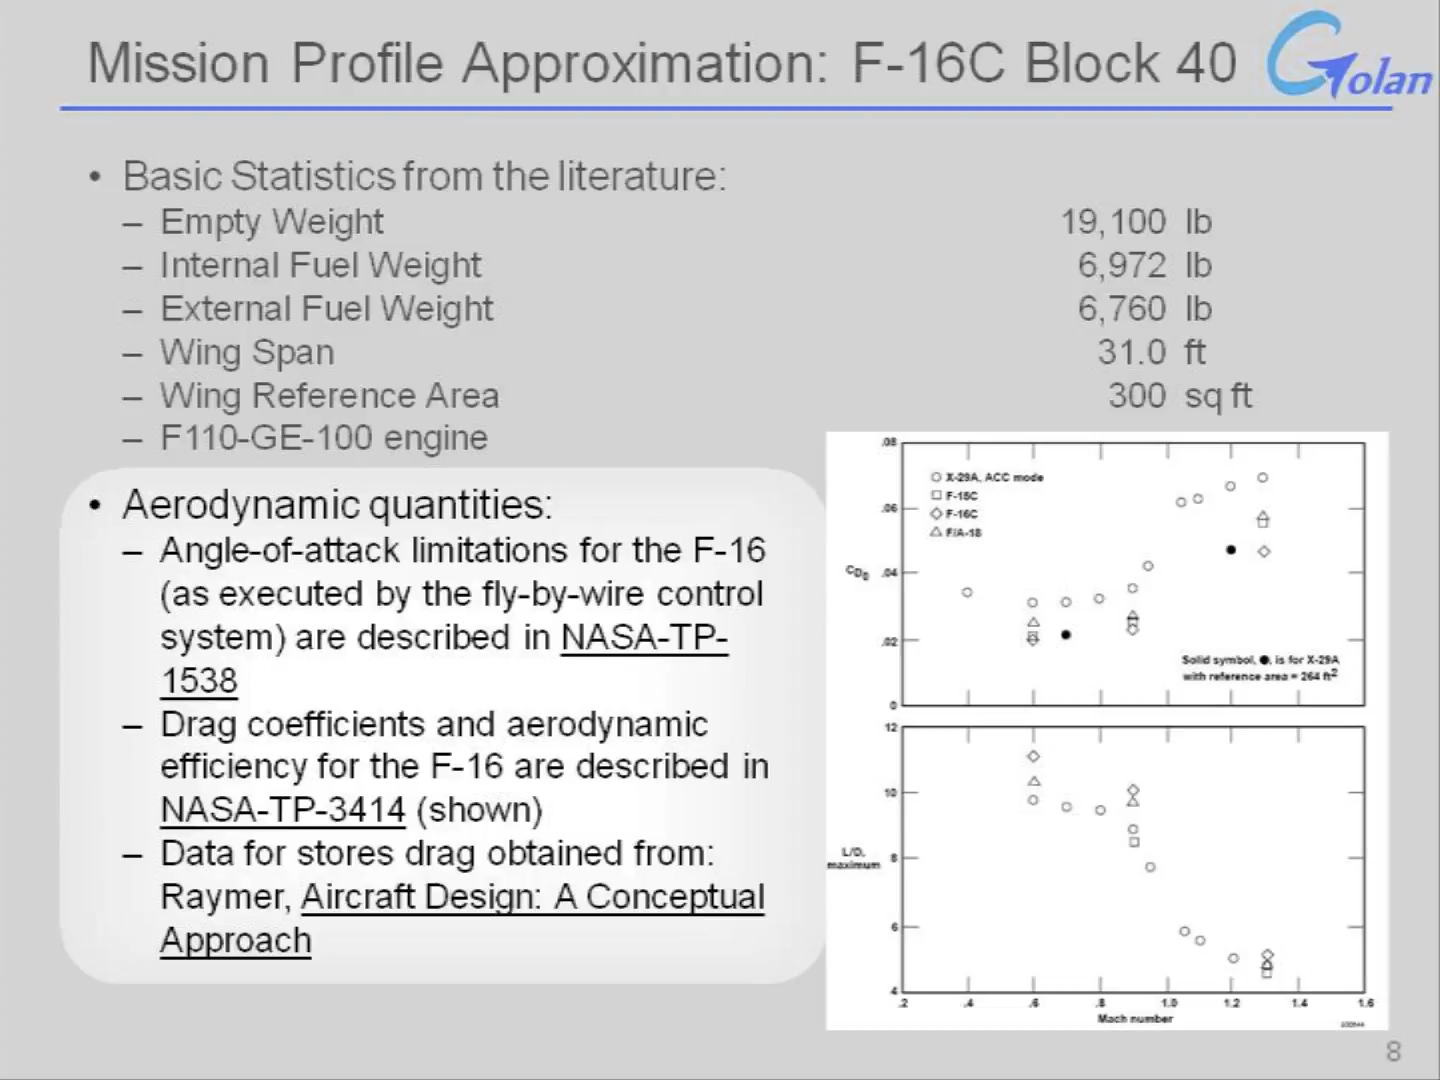 Mission Profile Approximation: F-16C Block 40
Golan
• Basic Statistics from the literature:
– Empty Weight 19,100 lb
– Internal Fuel Weight 6,972 lb
– External Fuel Weight 6,760 lb
– Wing Span 31.0 ft
– Wing Reference Area 300 sq ft
– F110-GE-100 engine
• Aerodynamic quantities:
– Angle-of-attack limitations for the F-16
(as executed by the fly-by-wire control
system) are described in NASA-TP-
1538
– Drag coefficients and aerodynamic
efficiency for the F-16 are described in
NASA-TP-3414 (shown)
– Data for stores drag obtained from:
Raymer, Aircraft Design: A Conceptual
Approach
.08
.06
.04
.02
0
CD0
X-29A, ACC mode
F-16C
F/A-18
Solid symbol, ●, is for X-29A
with reference area = 264 ft2
12
10
8
6
4
L/D,
maximum
.2 .4 .6 .8 1.0 1.2 1.4 1.6
Mach number
8